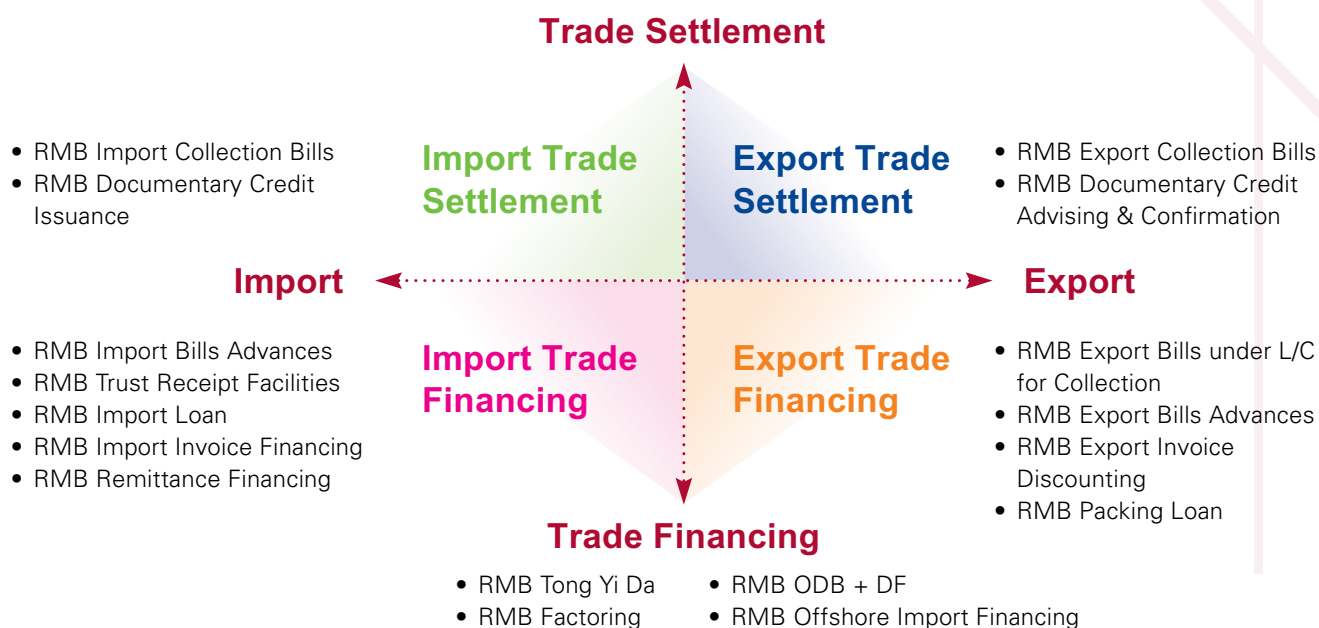 Trade Settlement
• RMB Import Collection Bills
• RMB Documentary Credit
Issuance
Import Trade
Settlement
Export Trade
Settlement
• RMB Export Collection Bills
• RMB Documentary Credit
Advising & Confirmation
Import
Export
• RMB Import Bills Advances
• RMB Trust Receipt Facilities
• RMB Import Loan
• RMB Import Invoice Financing
• RMB Remittance Financing
Import Trade
Financing
Export Trade
Financing
• RMB Export Bills under L/C
for Collection
• RMB Export Bills Advances
• RMB Export Invoice
Discounting
• RMB Packing Loan
Trade Financing
• RMB Tong Yi Da
• RMB Factoring
• RMB ODB + DF
• RMB Offshore Import Financing